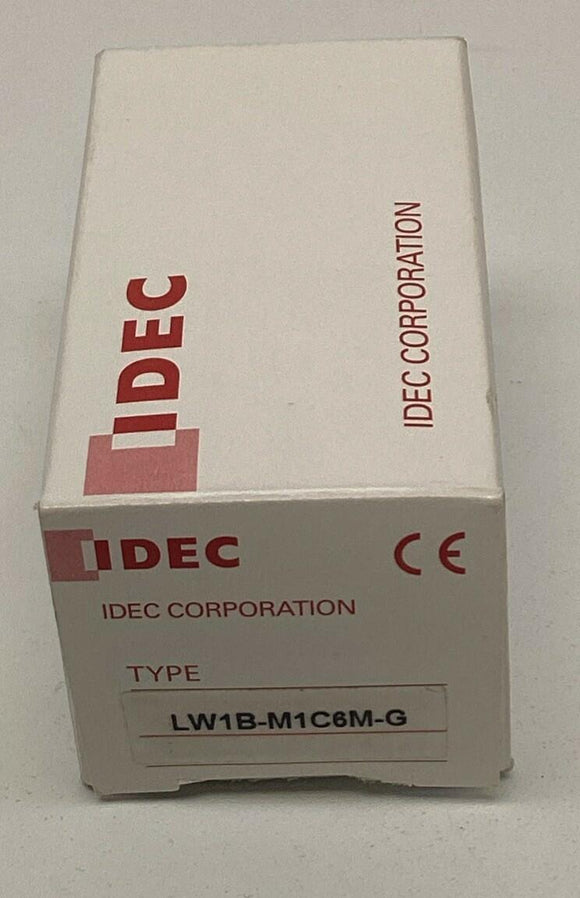 IDEC
IDEC CORPORATION
IDEC
CE
IDEC CORPORATION
TYPE
LW1B-M1C6M-G